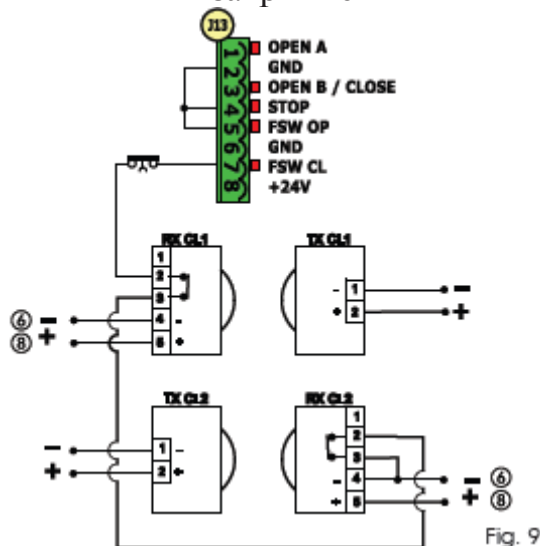 J13
1 OPEN A
2 GND
3 OPEN B / CLOSE
4 STOP
5 FSW OP
6 GND
7 FSW CL
8 +24V
RX CL1
TX CL1
1
2
3
4 -
5 +
- 1
+ 2
-
+
⑥ -
⑧ +
TX CL2
RX CL2
1 -
2 +
-
+
1
2
3
- 4
+ 5
- ⑥
+ ⑧
Fig. 9